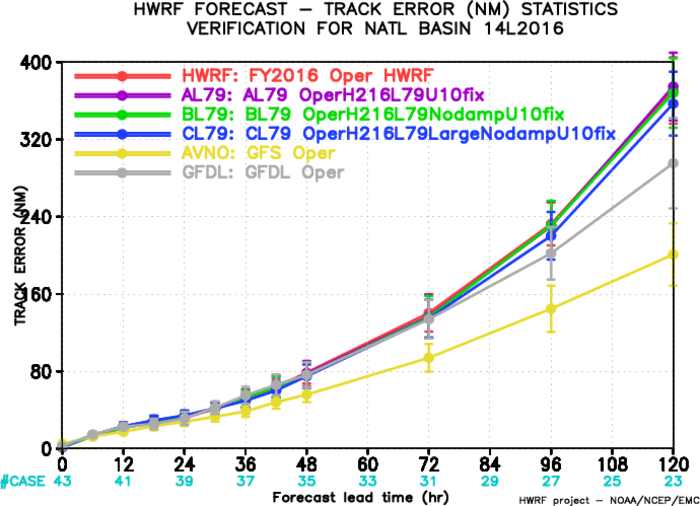 HWRF FORECAST – TRACK ERROR (NM) STATISTICS
VERIFICATION FOR NATL BASIN 14L2016
HWRF: FY2016 Oper HWRF
AL79: AL79 OperH216L79U10fix
BL79: BL79 OperH216L79NodampU10fix
CL79: CL79 OperH216L79LargeNodampU10fix
AVNO: GFS Oper
GFDL: GFDL Oper
TRACK ERROR (NM)
400
320
240
160
80
0
0 12 24 36 48 60 72 84 96 108 120
#CASE 43 41 39 37 35 33 31 29 27 25 23
Forecast lead time (hr)
HWRF project – NOAA/NCEP/EMC